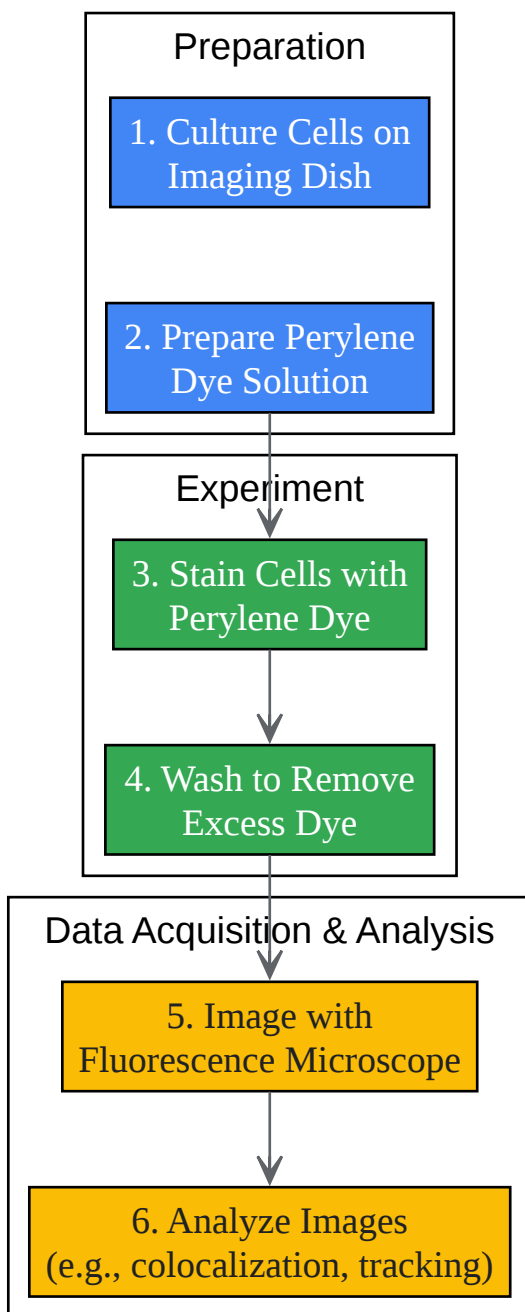 Preparation
1. Culture Cells on
Imaging Dish
2. Prepare Perylene
Dye Solution
Experiment
3. Stain Cells with
Perylene Dye
4. Wash to Remove
Excess Dye
Data Acquisition & Analysis
5. Image with
Fluorescence Microscope
6. Analyze Images
(e.g., colocalization, tracking)